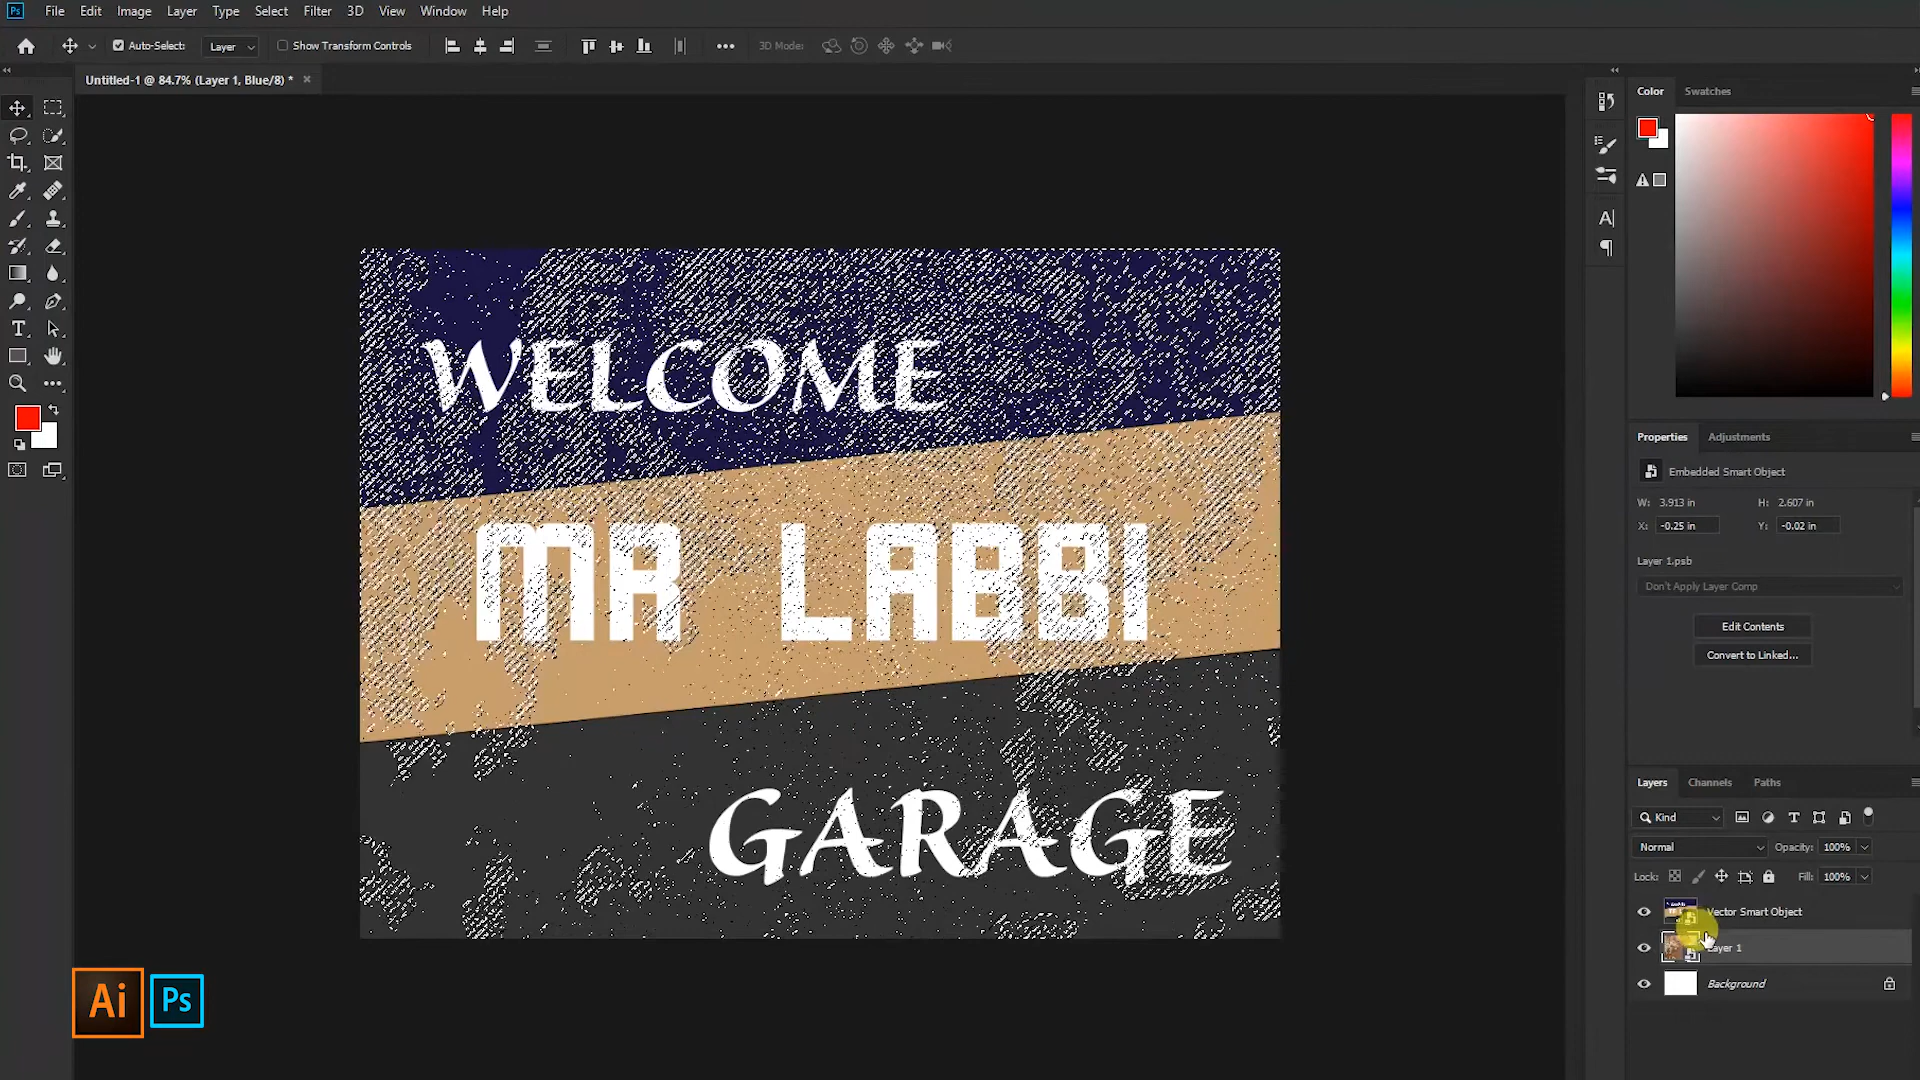 Ps File Edit Image Layer Type Select Filter 3D View Window Help
Auto-Select: Layer Show Transform Controls 3D Mode:
Untitled-1 @ 84.7% (Layer 1, Blue/8) *
Color Swatches
WELCOME
MR LABBI
GARAGE
Properties Adjustments
Embedded Smart Object
W: 3.913 in H: 2.607 in
X: -0.25 in Y: -0.02 in
Layer 1.psb
Don't Apply Layer Comp
Edit Contents
Convert to Linked...
Layers Channels Paths
Kind
Normal Opacity: 100%
Lock: Fill: 100%
Vector Smart Object
Layer 1
Background
Ai Ps